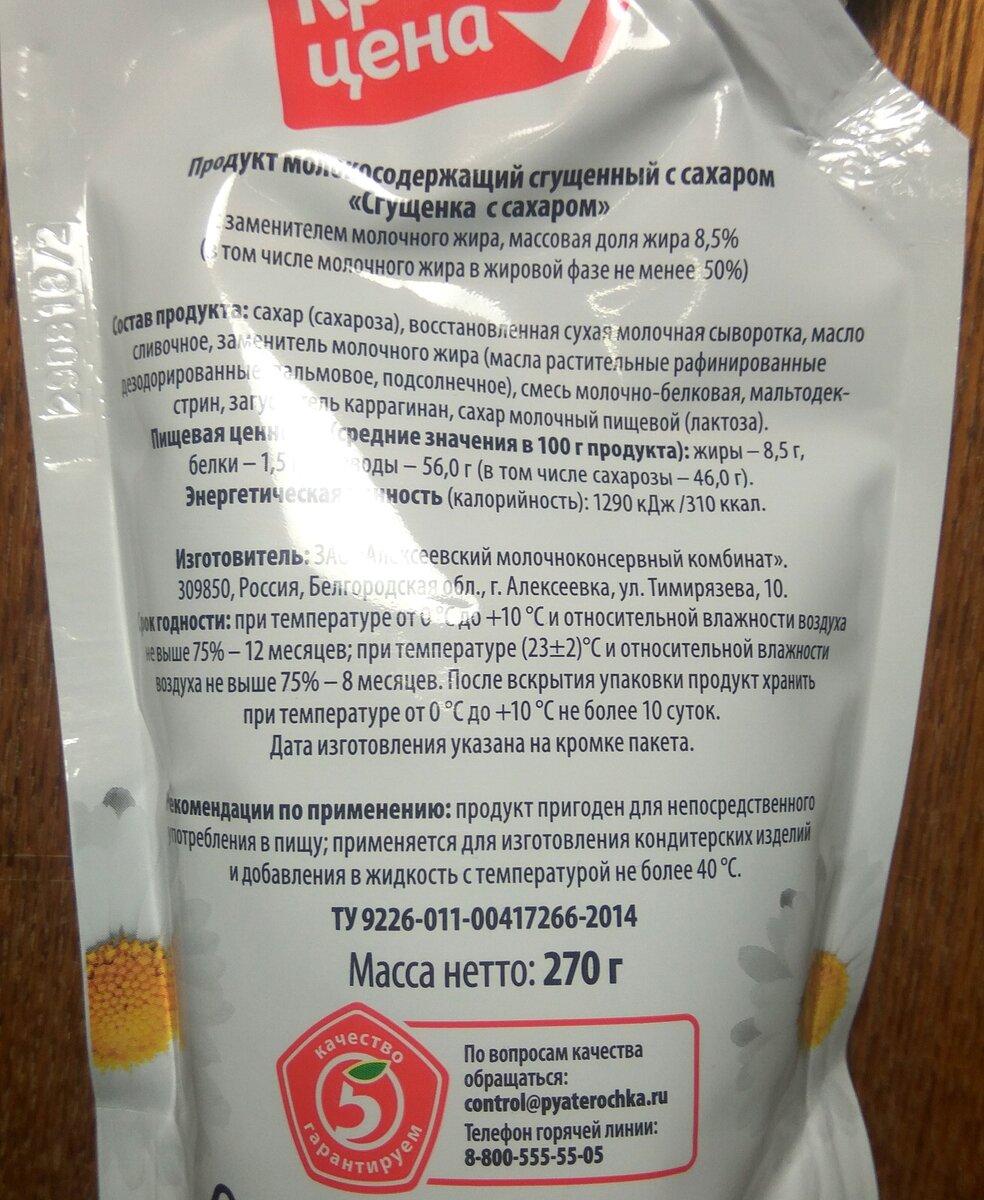 цена
Продукт молокосодержащий сгущенный с сахаром
«Сгущенка с сахаром»
заменителем молочного жира, массовая доля жира 8,5%
том числе молочного жира в жировой фазе не менее 50%)
Состав продукта: сахар (сахароза), восстановленная сухая молочная сыворотка, масло
сливочное, заменитель молочного жира (масла растительные рафинированные
дезодорированные пальмовое, подсолнечное), смесь молочно-белковая, мальтодек-
стрин, загуститель каррагинан, сахар молочный пищевой (лактоза).
Пищевая (средние значения в 100 г продукта): жиры – 8,5 г,
белки – 1,5 – 56,0 г (в том числе сахарозы – 46,0 г).
Энергетическая ценность (калорийность): 1290 кДж /310 ккал.
Изготовитель: ЗАО «Алексеевский молочноконсервный комбинат».
309850, Россия, Белгородская обл., г. Алексеевка, ул. Тимирязева, 10.
рок годности: при температуре от 0 °С до +10 °С и относительной влажности воздуха
не выше 75% – 12 месяцев; при температуре (23±2)°С и относительной влажности
воздуха не выше 75% – 8 месяцев. После вскрытия упаковки продукт хранить
при температуре от 0 °С до +10 °С не более 10 суток.
Дата изготовления указана на кромке пакета.
екомендации по применению: продукт пригоден для непосредственного
употребления в пищу; применяется для изготовления кондитерских изделий
и добавления в жидкость с температурой не более 40 °С.
ТУ 9226-011-00417266-2014
Масса нетто: 270 г
качество
5
гарантируем
По вопросам качества
обращаться:
control@pyaterochka.ru
Телефон горячей линии:
8-800-555-55-05
290818/2